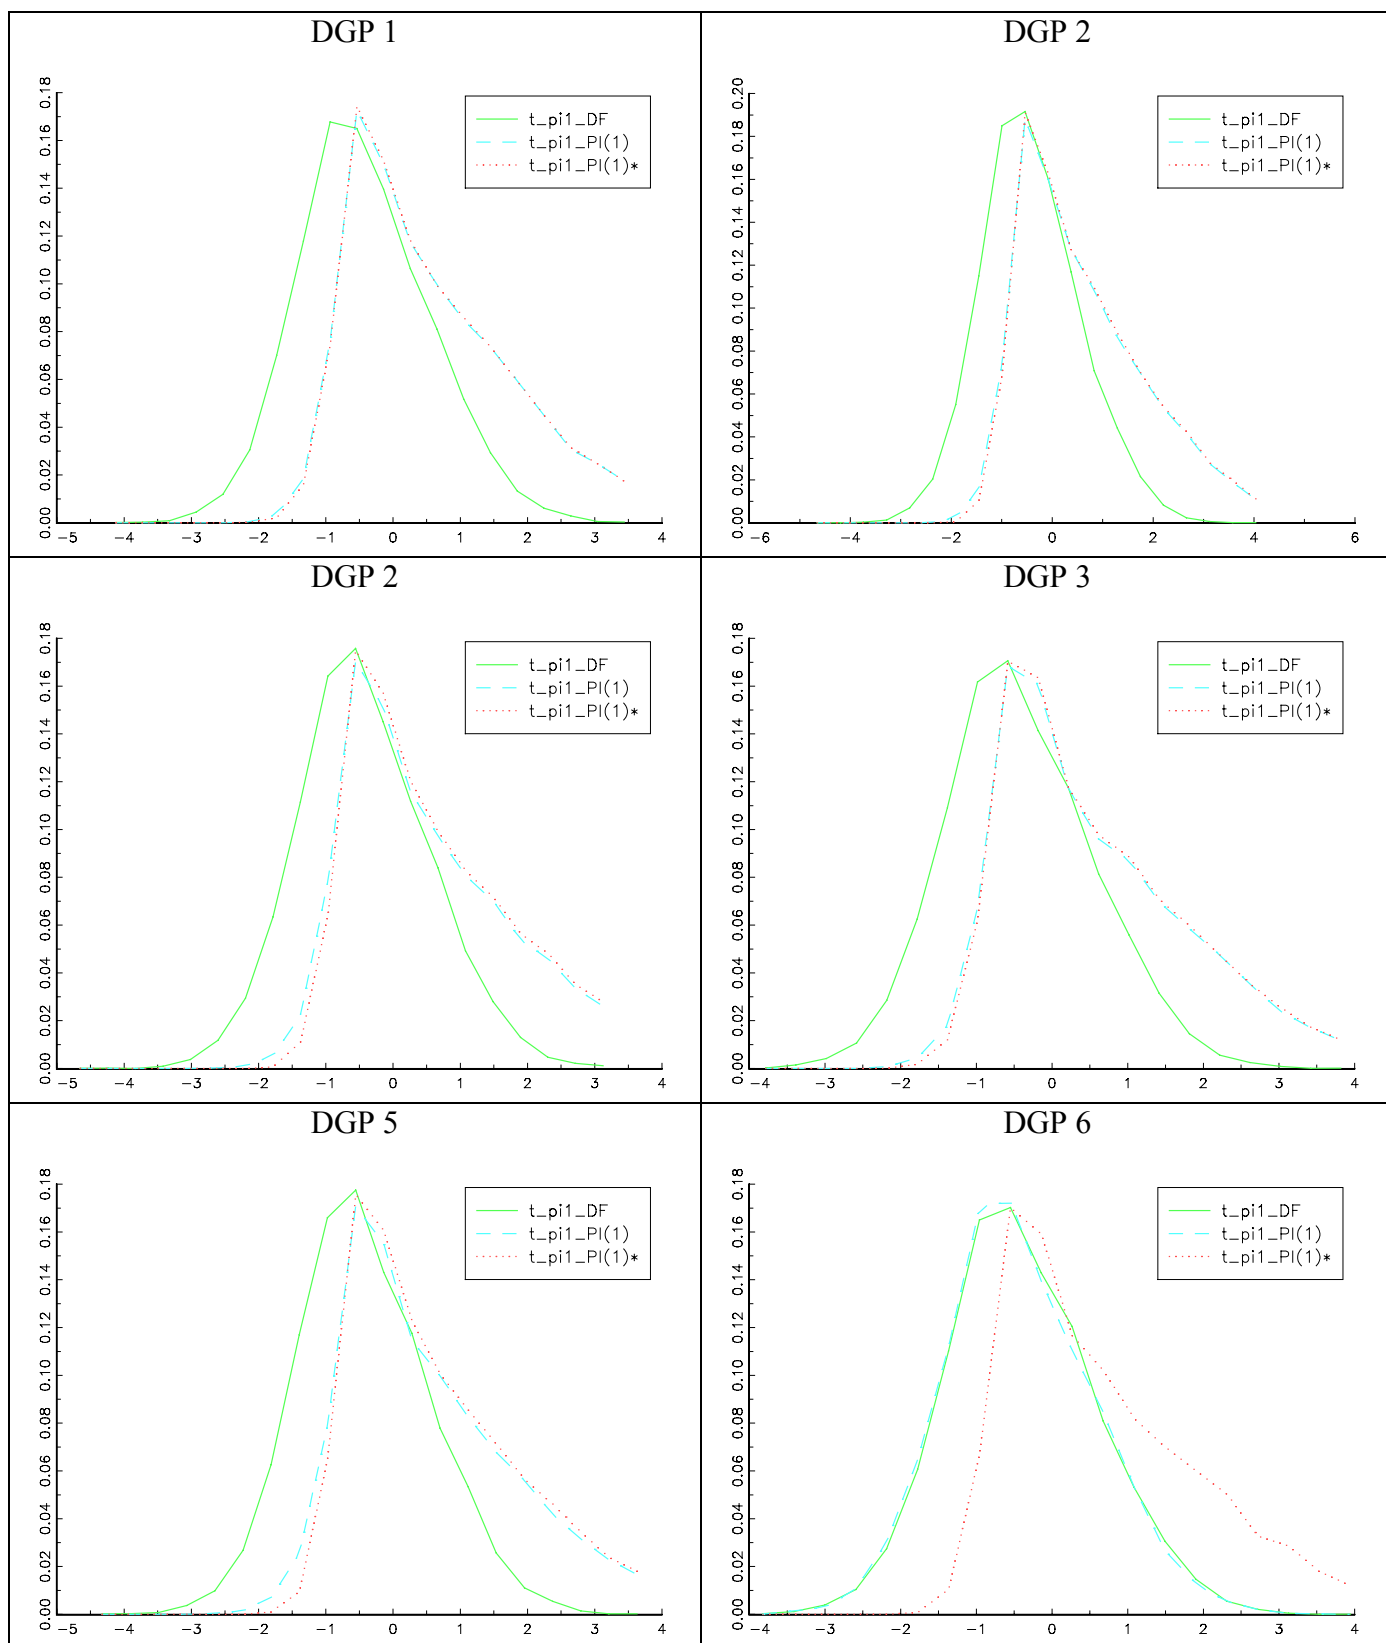 DGP 1
0.00 0.02 0.04 0.06 0.08 0.10 0.12 0.14 0.16 0.18
t_pi1_DF
t_pi1_PI(1)
t_pi1_PI(1)*
-5 -4 -3 -2 -1 0 1 2 3 4
DGP 2
0.00 0.02 0.04 0.06 0.08 0.10 0.12 0.14 0.16 0.18 0.20
t_pi1_DF
t_pi1_PI(1)
t_pi1_PI(1)*
-6 -4 -2 0 2 4 6
DGP 2
0.00 0.02 0.04 0.06 0.08 0.10 0.12 0.14 0.16 0.18
t_pi1_DF
t_pi1_PI(1)
t_pi1_PI(1)*
-5 -4 -3 -2 -1 0 1 2 3 4
DGP 3
0.00 0.02 0.04 0.06 0.08 0.10 0.12 0.14 0.16 0.18
t_pi1_DF
t_pi1_PI(1)
t_pi1_PI(1)*
-4 -3 -2 -1 0 1 2 3 4
DGP 5
0.00 0.02 0.04 0.06 0.08 0.10 0.12 0.14 0.16 0.18
t_pi1_DF
t_pi1_PI(1)
t_pi1_PI(1)*
-5 -4 -3 -2 -1 0 1 2 3 4
DGP 6
0.00 0.02 0.04 0.06 0.08 0.10 0.12 0.14 0.16 0.18
t_pi1_DF
t_pi1_PI(1)
t_pi1_PI(1)*
-4 -3 -2 -1 0 1 2 3 4